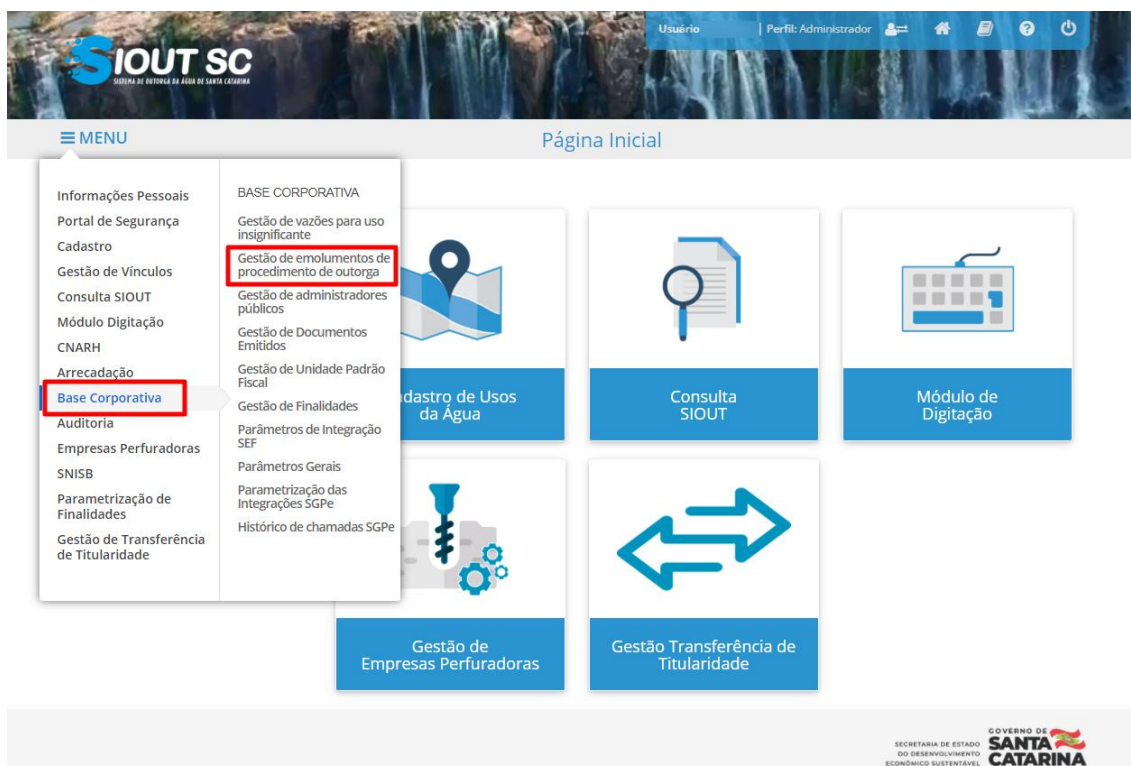 Usuário | Perfil: Administrador
SIOUT SC
SISTEMA DE OUTORGA DA ÁGUA DE SANTA CATARINA
MENU
Página Inicial
Informações Pessoais
Portal de Segurança
Cadastro
Gestão de Vínculos
Consulta SIOUT
Módulo Digitação
CNARH
Arrecadação
Base Corporativa
Auditoria
Empresas Perfuradoras
SNISB
Parametrização de
Finalidades
Gestão de Transferência
de Titularidade
BASE CORPORATIVA
Gestão de vazões para uso
insignificante
Gestão de emolumentos de
procedimento de outorga
Gestão de administradores
públicos
Gestão de Documentos
Emitidos
Gestão de Unidade Padrão
Fiscal
Gestão de Finalidades
Parâmetros de Integração
SEF
Parâmetros Gerais
Parametrização das
Integrações SGPe
Histórico de chamadas SGPe
dastro de Usos
da Água
Consulta
SIOUT
Módulo de
Digitação
Gestão de
Empresas Perfuradoras
Gestão Transferência de
Titularidade
SECRETARIA DE ESTADO
DO DESENVOLVIMENTO
ECONÔMICO SUSTENTÁVEL
GOVERNO DE
SANTA
CATARINA